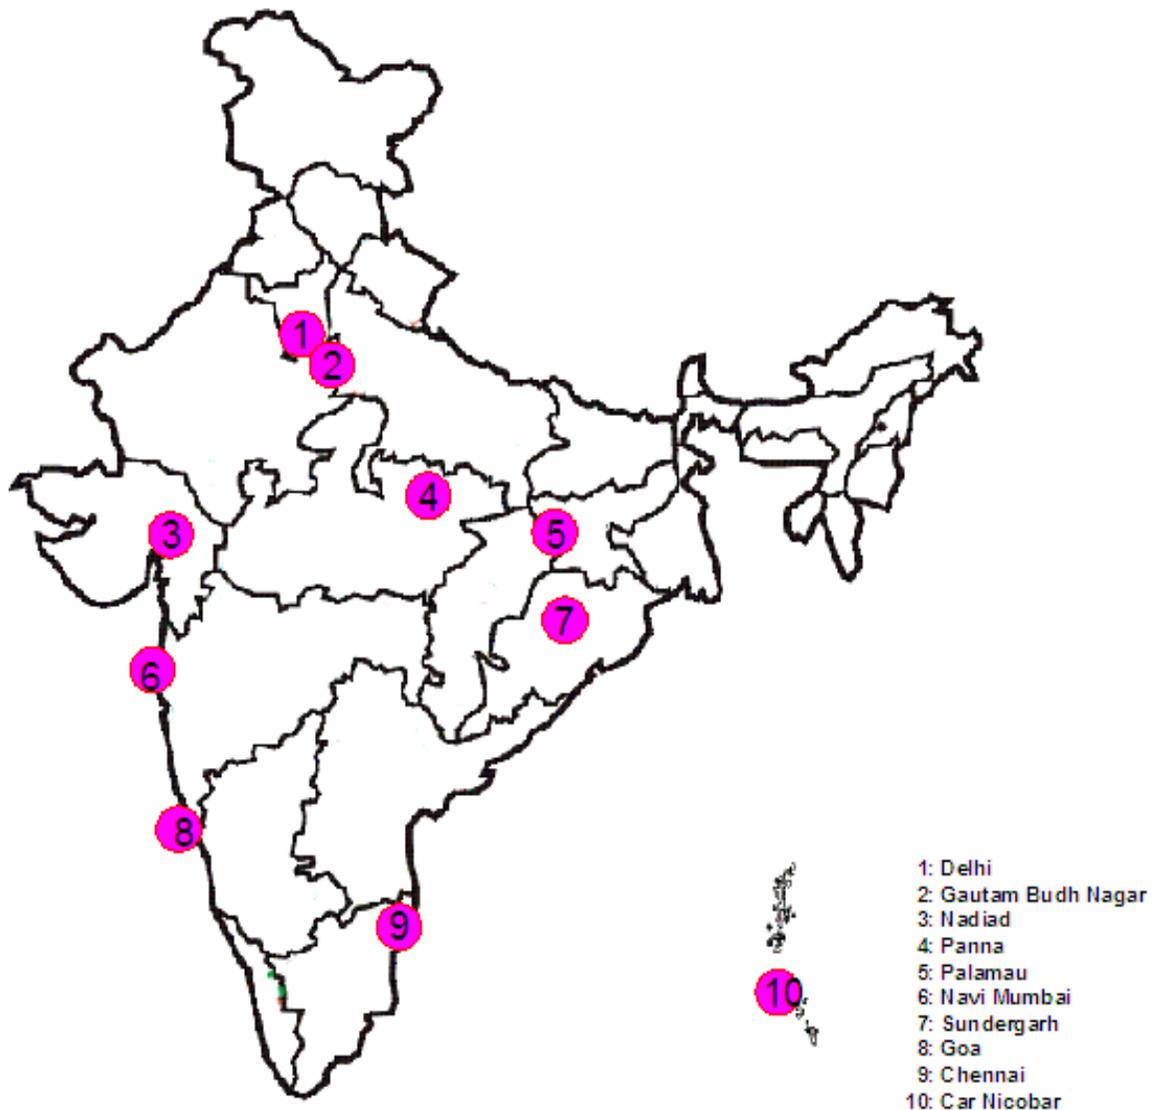 1
2
3
4
5
6
7
8
9
10
1: Delhi
2: Gautam Budh Nagar
3: Nadiad
4: Panna
5: Palamau
6: Navi Mumbai
7: Sundergarh
8: Goa
9: Chennai
10: Car Nicobar